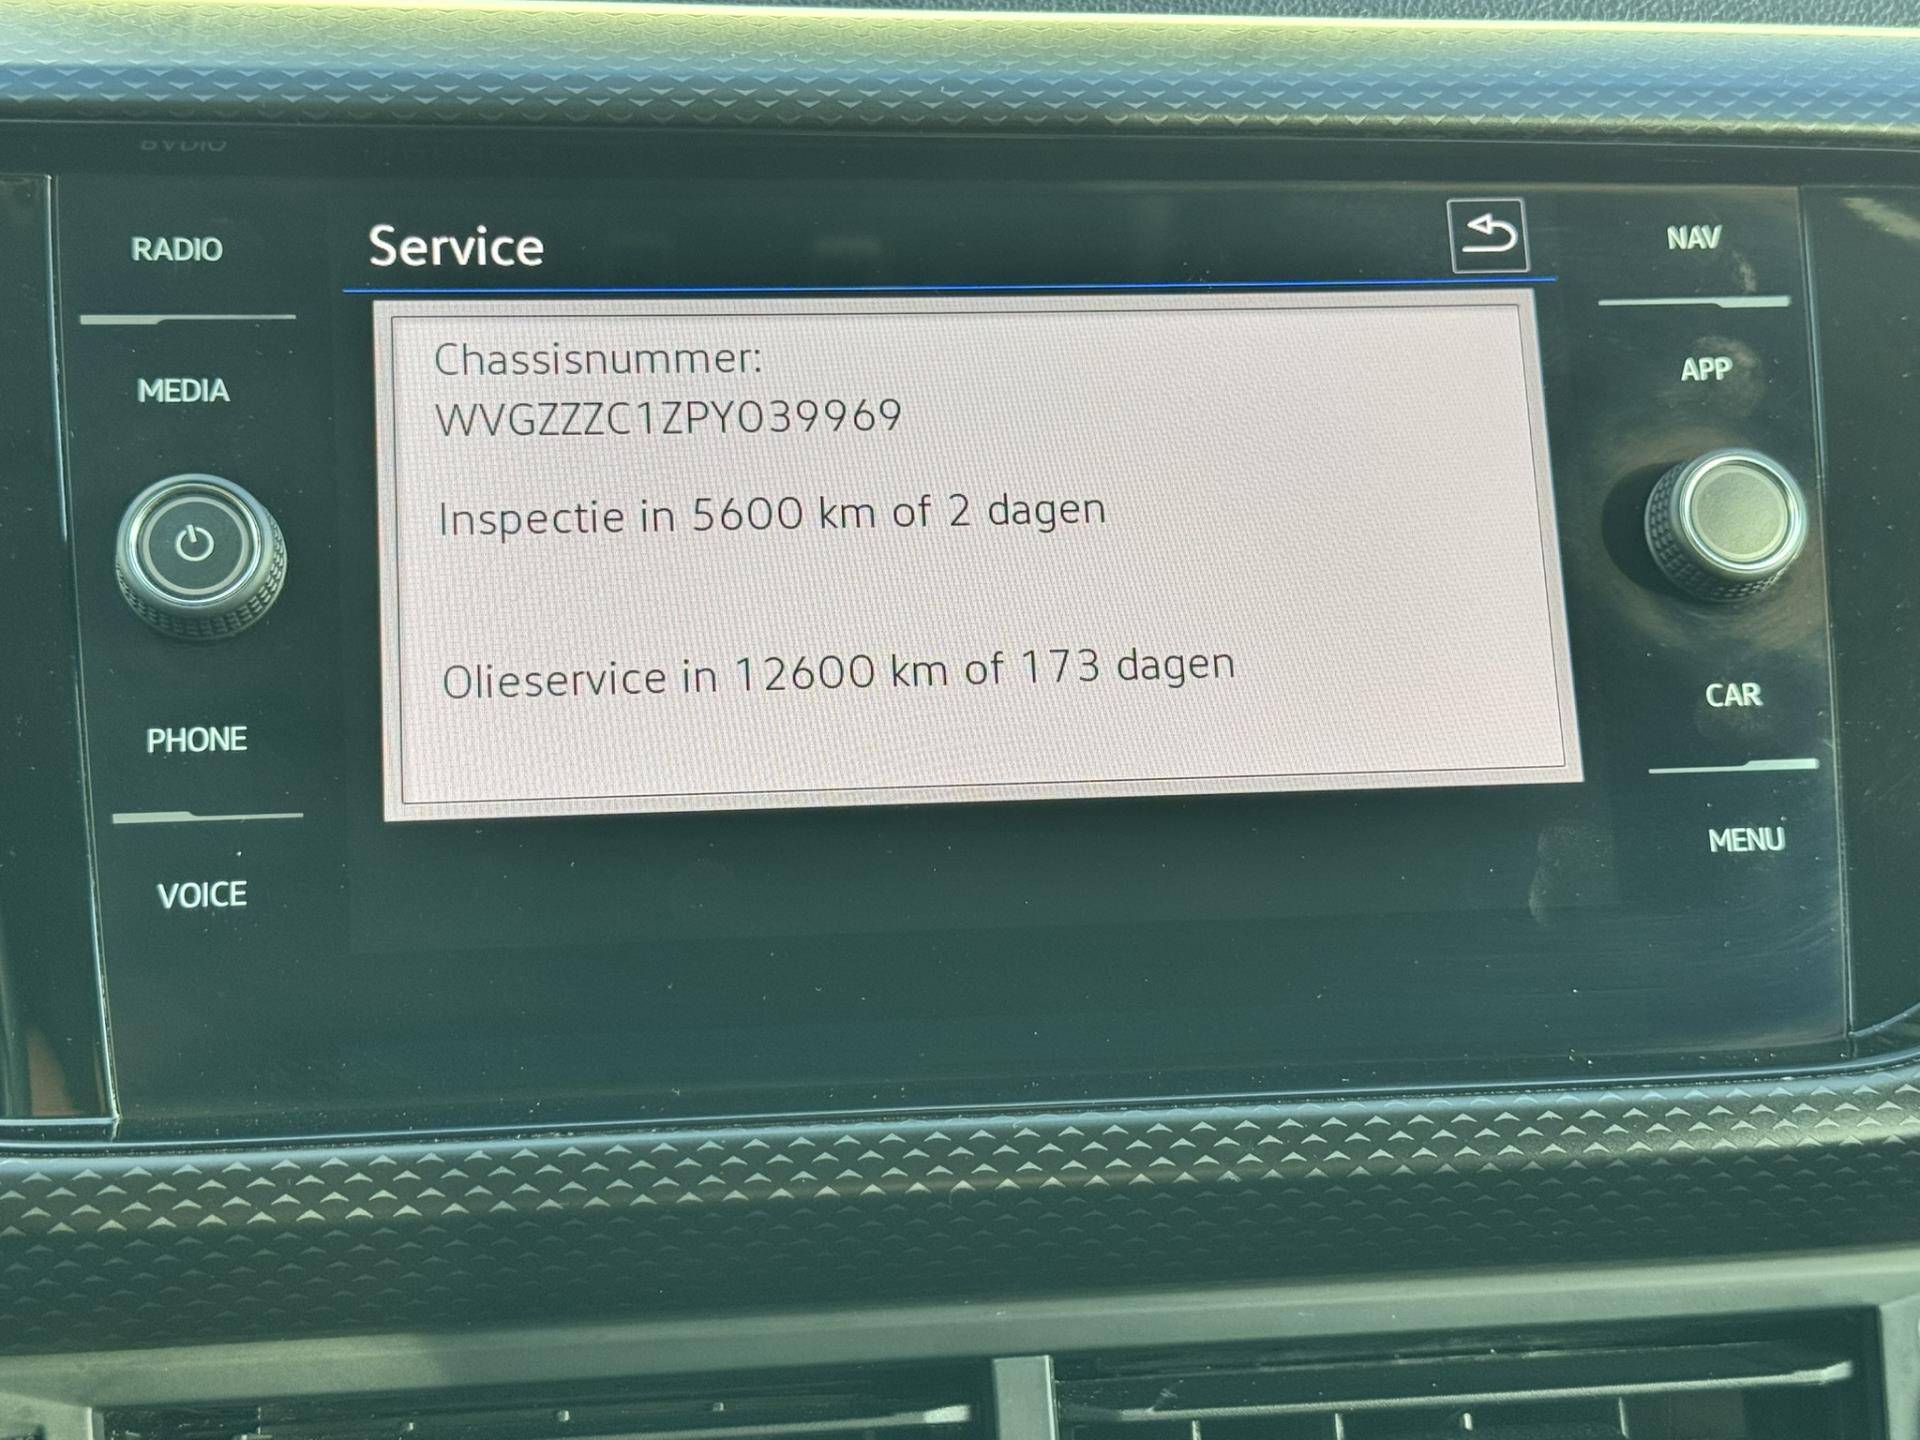 Service
RADIO
MEDIA
PHONE
VOICE
Chassisnummer:
WVGZZZC1ZPY039969
Inspectie in 5600 km of 2 dagen
Olieservice in 12600 km of 173 dagen
NAV
APP
CAR
MENU